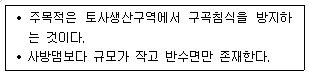 • 주목적은 토사생산구역에서 구곡침식을 방지하
는 것이다.
• 사방댐보다 규모가 작고 반수면만 존재한다.